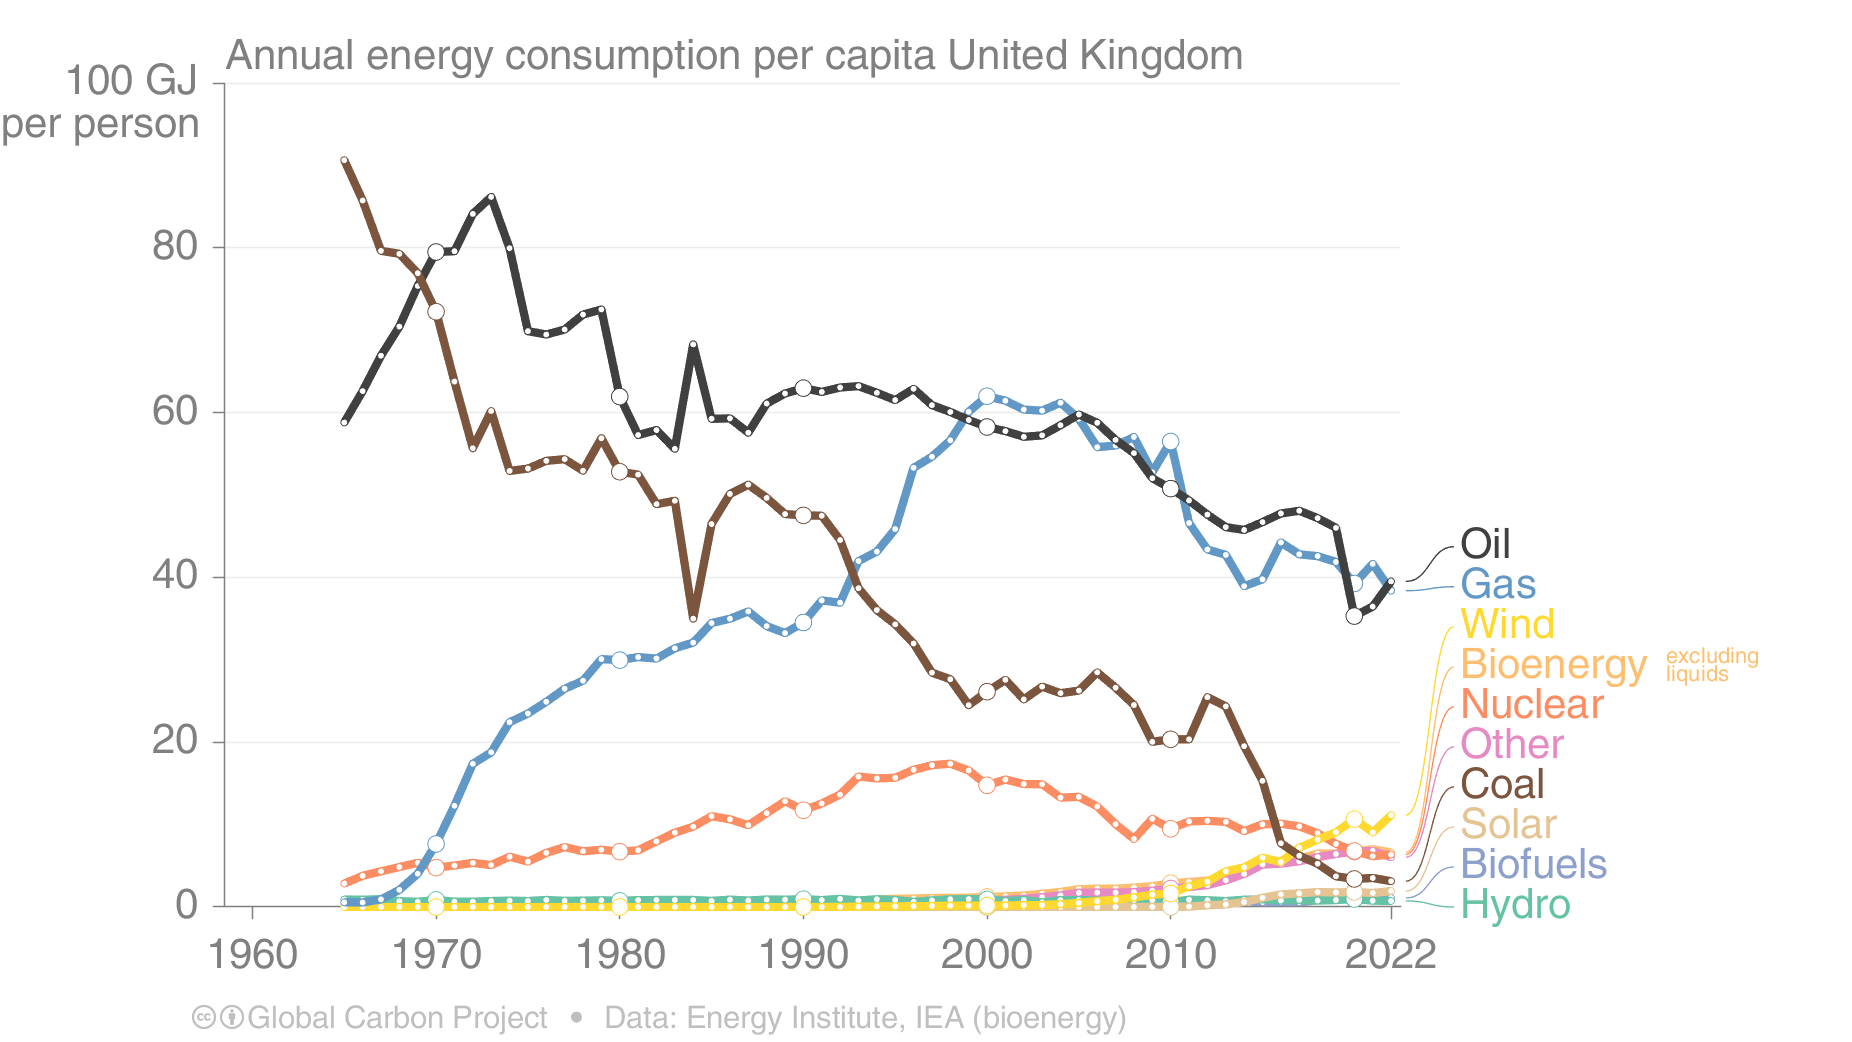 Annual energy consumption per capita United Kingdom
100 GJ
per person
80
60
40
20
0
1960 1970 1980 1990 2000 2010 2022
Oil
Gas
Wind
Bioenergy excluding
liquids
Nuclear
Other
Coal
Solar
Biofuels
Hydro
cc Global Carbon Project • Data: Energy Institute, IEA (bioenergy)